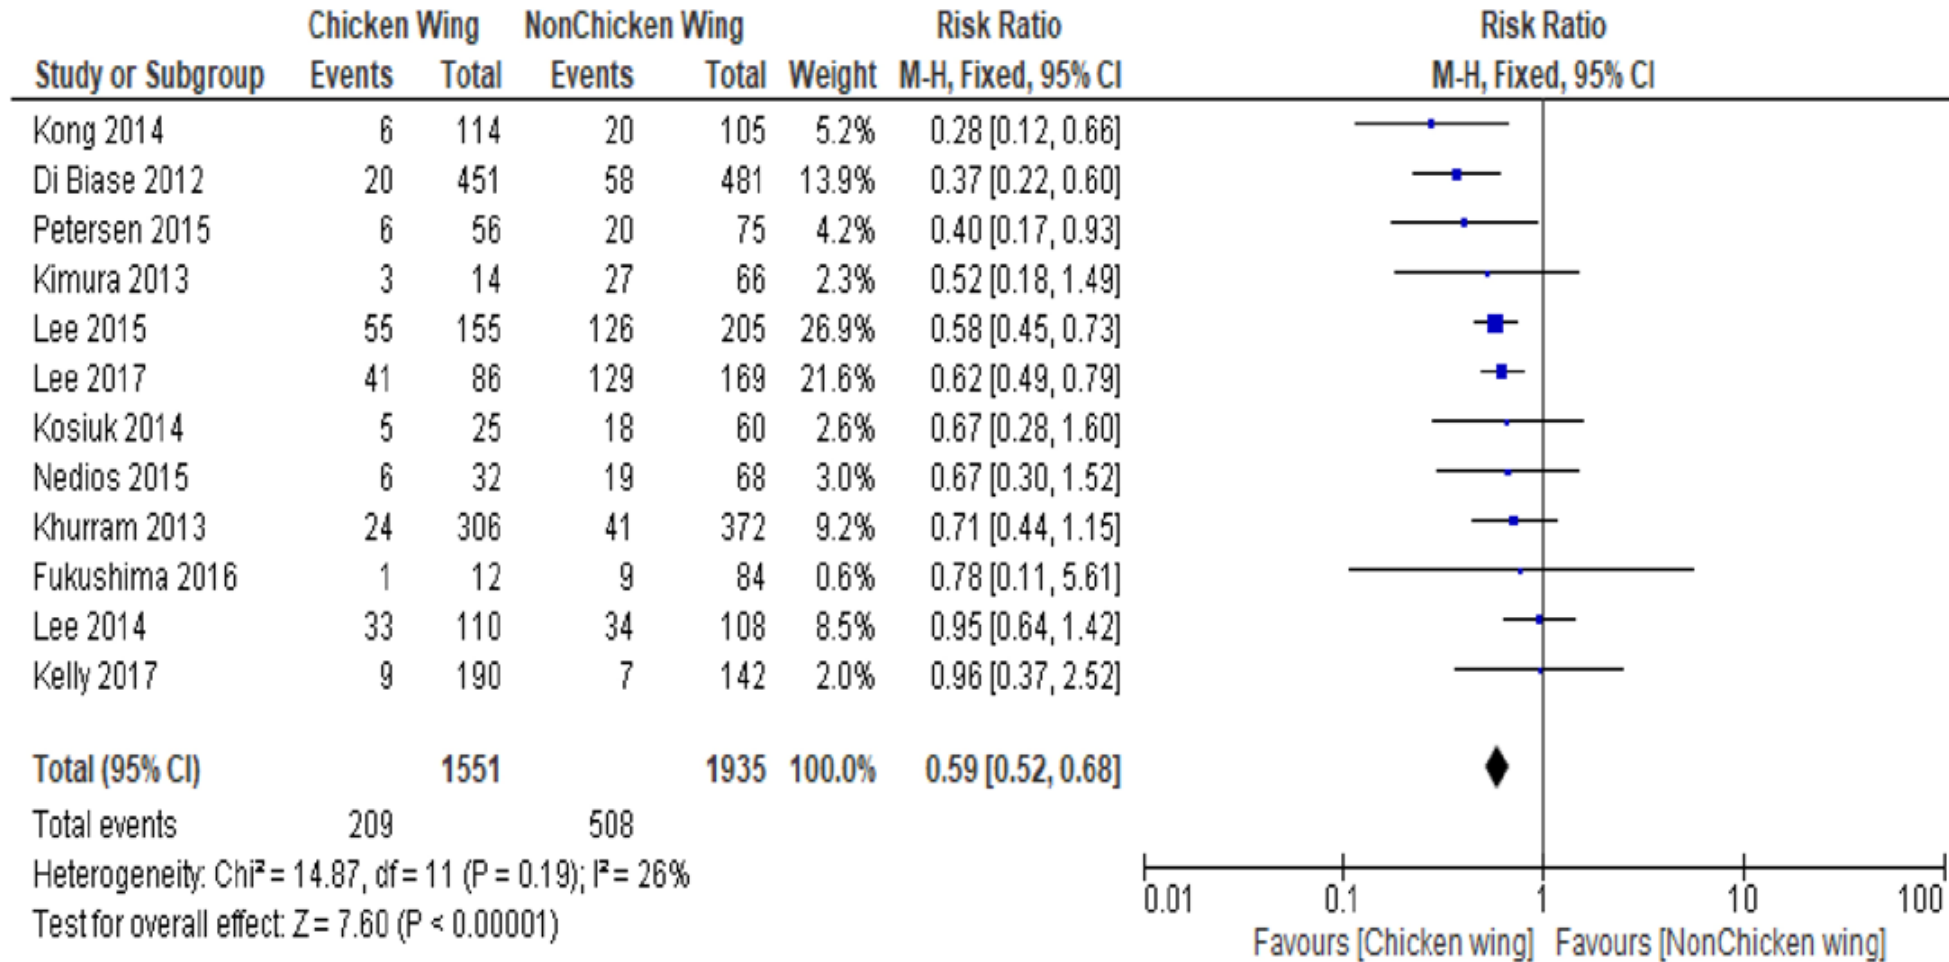 Chicken Wing NonChicken Wing Risk Ratio Risk Ratio
Study or Subgroup Events Total Events Total Weight M-H, Fixed, 95% CI M-H, Fixed, 95% CI
Kong 2014 6 114 20 105 5.2% 0.28 [0.12, 0.66]
Di Biase 2012 20 451 58 481 13.9% 0.37 [0.22, 0.60]
Petersen 2015 6 56 20 75 4.2% 0.40 [0.17, 0.93]
Kimura 2013 3 14 27 66 2.3% 0.52 [0.18, 1.49]
Lee 2015 55 155 126 205 26.9% 0.58 [0.45, 0.73]
Lee 2017 41 86 129 169 21.6% 0.62 [0.49, 0.79]
Kosiuk 2014 5 25 18 60 2.6% 0.67 [0.28, 1.60]
Nedios 2015 6 32 19 68 3.0% 0.67 [0.30, 1.52]
Khurram 2013 24 306 41 372 9.2% 0.71 [0.44, 1.15]
Fukushima 2016 1 12 9 84 0.6% 0.78 [0.11, 5.61]
Lee 2014 33 110 34 108 8.5% 0.95 [0.64, 1.42]
Kelly 2017 9 190 7 142 2.0% 0.96 [0.37, 2.52]
Total (95% CI) 1551 1935 100.0% 0.59 [0.52, 0.68]
Total events 209 508
Heterogeneity: Chi² = 14.87, df = 11 (P = 0.19); I² = 26%
Test for overall effect: Z = 7.60 (P < 0.00001)
0.01 0.1 1 10 100
Favours [Chicken wing] Favours [NonChicken wing]